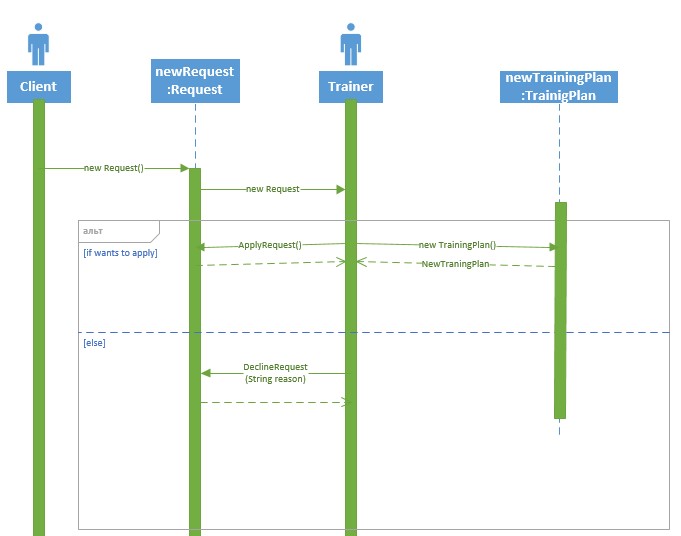 Client
newRequest
:Request
Trainer
newTrainingPlan
:TrainigPlan
new Request()
new Request
альт
[if wants to apply]
ApplyRequest()
new TrainingPlan()
NewTraningPlan
[else]
DeclineRequest
(String reason)